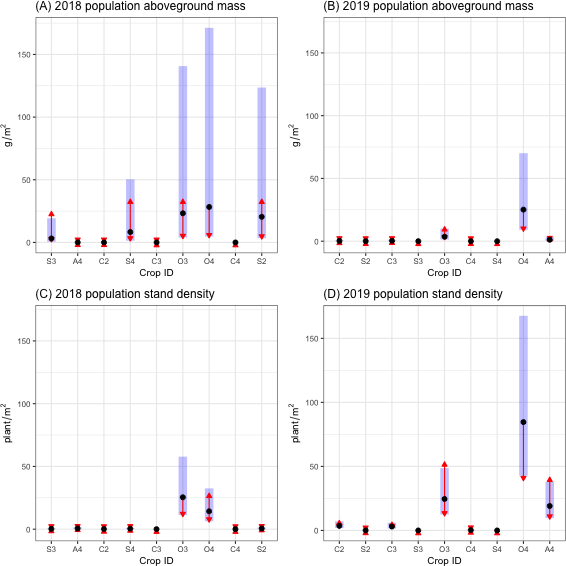 (A) 2018 population aboveground mass
g/m²
150
100
50
0
S3 A4 C2 S4 C3 O3 O4 C4 S2
Crop ID
(B) 2019 population aboveground mass
g/m²
150
100
50
0
C2 S2 C3 S3 O3 C4 S4 O4 A4
Crop ID
(C) 2018 population stand density
plant/m²
150
100
50
0
S3 A4 C2 S4 C3 O3 O4 C4 S2
Crop ID
(D) 2019 population stand density
plant/m²
150
100
50
0
C2 S2 C3 S3 O3 C4 S4 O4 A4
Crop ID